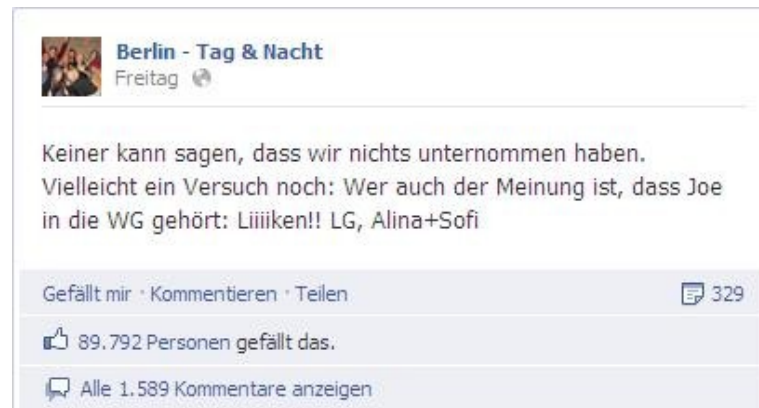 Berlin - Tag & Nacht
Freitag
Keiner kann sagen, dass wir nichts unternommen haben.
Vielleicht ein Versuch noch: Wer auch der Meinung ist, dass Joe
in die WG gehört: Liiiiken!! LG, Alina+Sofi
Gefällt mir · Kommentieren · Teilen 329
89.792 Personen gefällt das.
Alle 1.589 Kommentare anzeigen